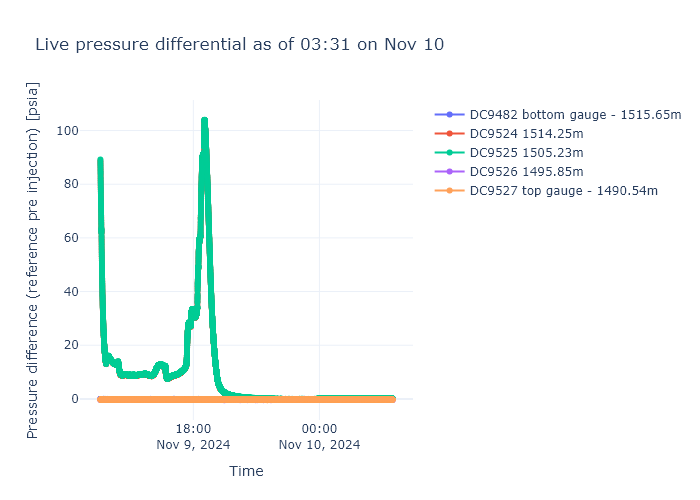 Live pressure differential as of 03:31 on Nov 10
Pressure difference (reference pre injection) [psia]
100
80
60
40
20
0
18:00
Nov 9, 2024
00:00
Nov 10, 2024
Time
DC9482 bottom gauge - 1515.65m
DC9524 1514.25m
DC9525 1505.23m
DC9526 1495.85m
DC9527 top gauge - 1490.54m